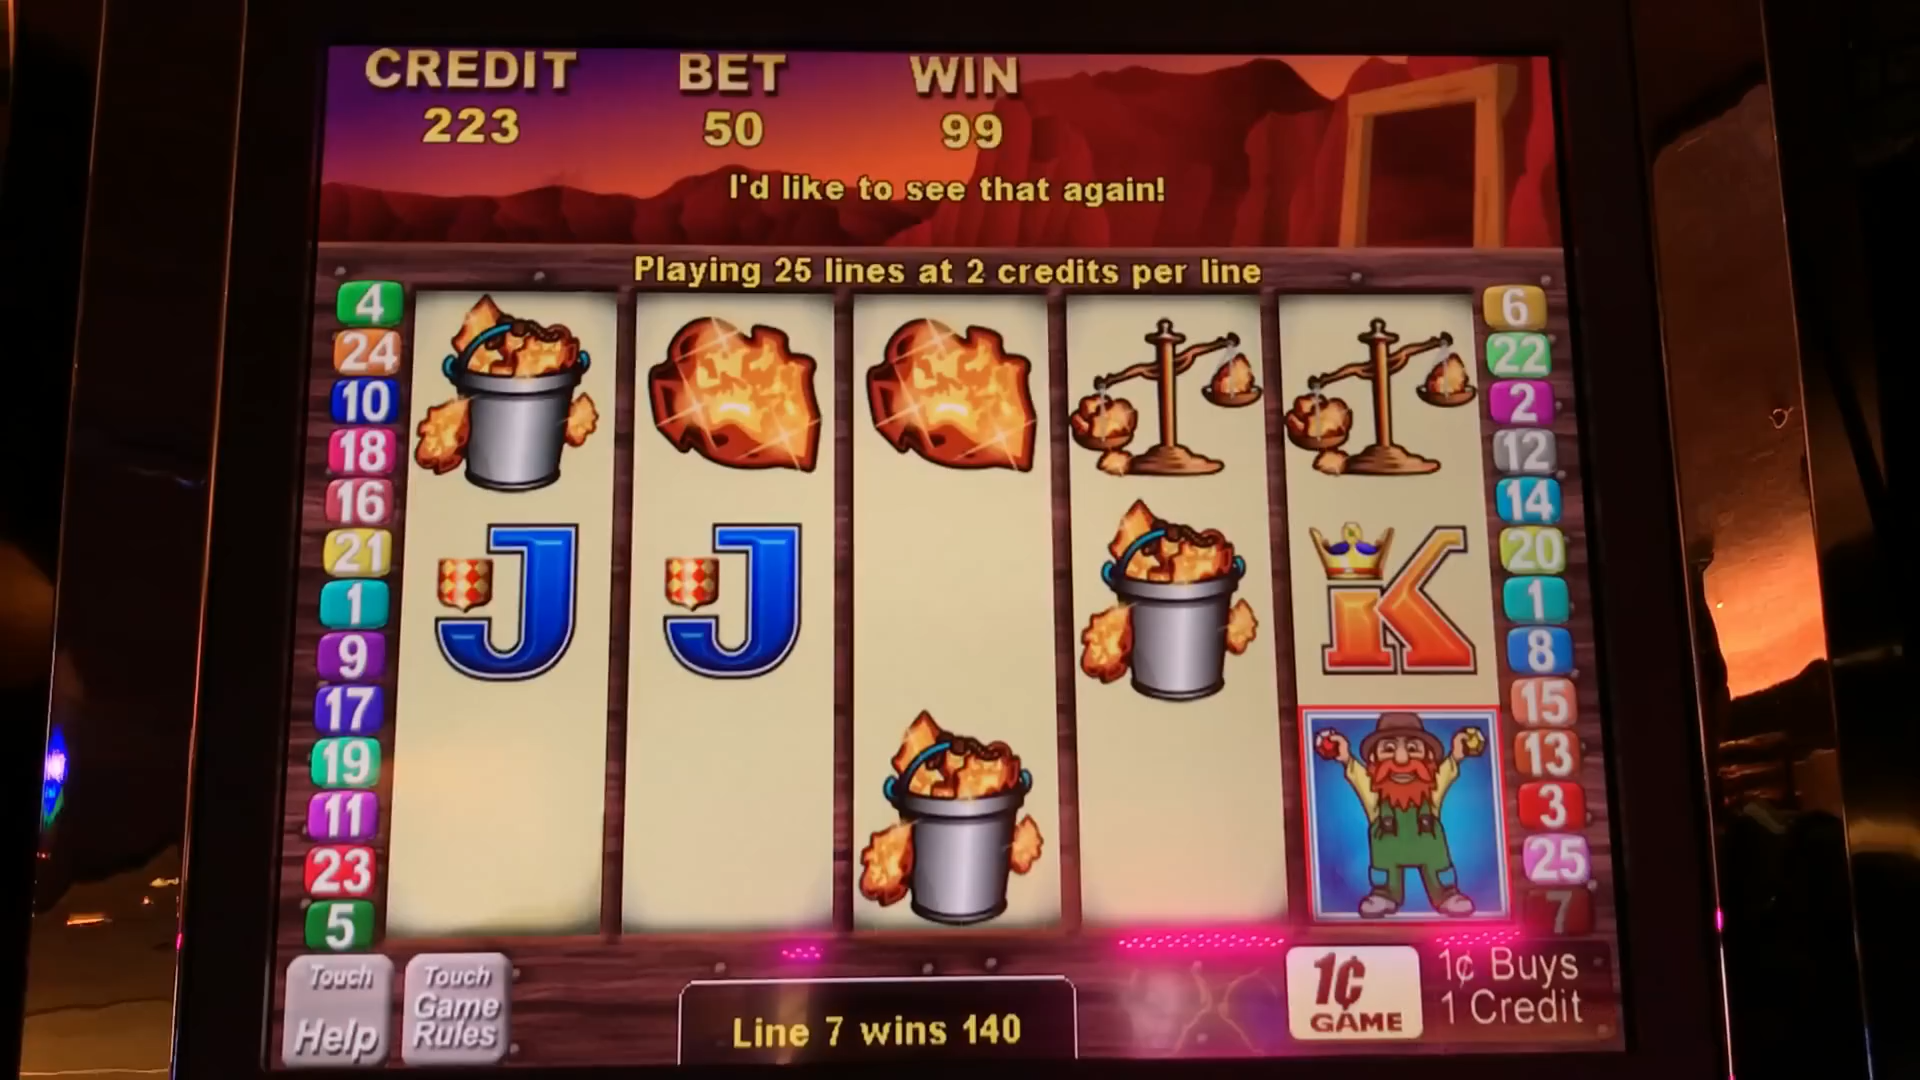 CREDIT BET WIN
223 50 99
I'd like to see that again!
Playing 25 lines at 2 credits per line
4 6
24 22
10 2
18 12
16 14
21 20
1 1
9 8
17 15
19 13
11 3
23 25
5 7
J J K
Touch Help
Touch Game Rules
Line 7 wins 140
1¢ GAME
1¢ Buys
1 Credit